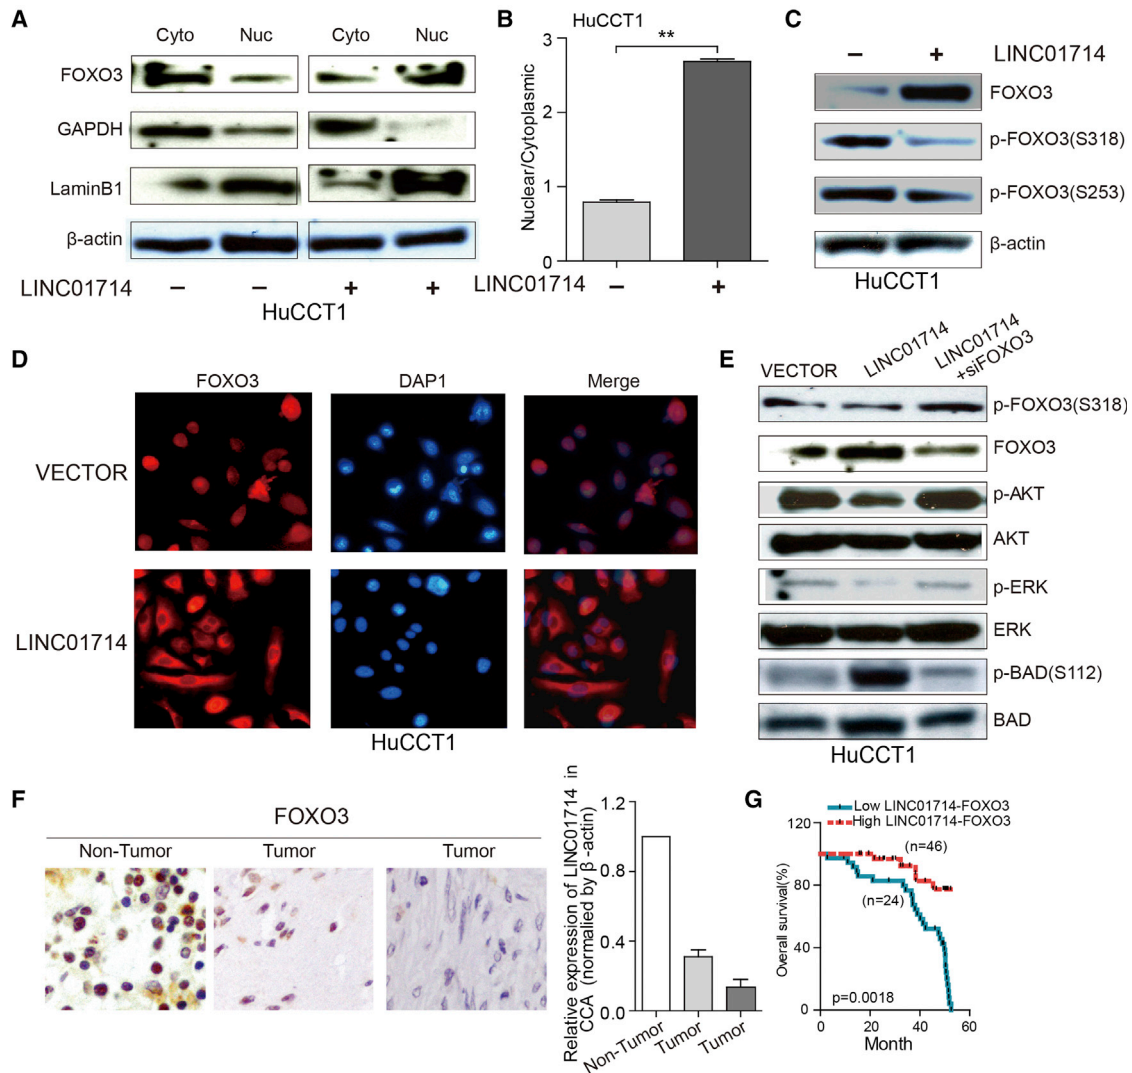 A
Cyto Nuc Cyto Nuc
FOXO3
GAPDH
LaminB1
β-actin
LINC01714 − − + +
HuCCT1
B
HuCCT1
**
Nuclear/Cytoplasmic
3
2
1
0
LINC01714 − +
C
− + LINC01714
FOXO3
p-FOXO3(S318)
p-FOXO3(S253)
β-actin
HuCCT1
D
FOXO3 DAP1 Merge
VECTOR
LINC01714
HuCCT1
E
VECTOR LINC01714 LINC01714
+siFOXO3
p-FOXO3(S318)
FOXO3
p-AKT
AKT
p-ERK
ERK
p-BAD(S112)
BAD
HuCCT1
F
FOXO3
Non-Tumor Tumor Tumor
Relative expression of LINC01714 in
CCA (normalied by β -actin)
1.2
0.8
0.4
0.0
Non-Tumor Tumor Tumor
G
Low LINC01714-FOXO3
High LINC01714-FOXO3
(n=46)
(n=24)
Overall survival(%)
120
80
40
0
p=0.0018
0 20 40 60
Month